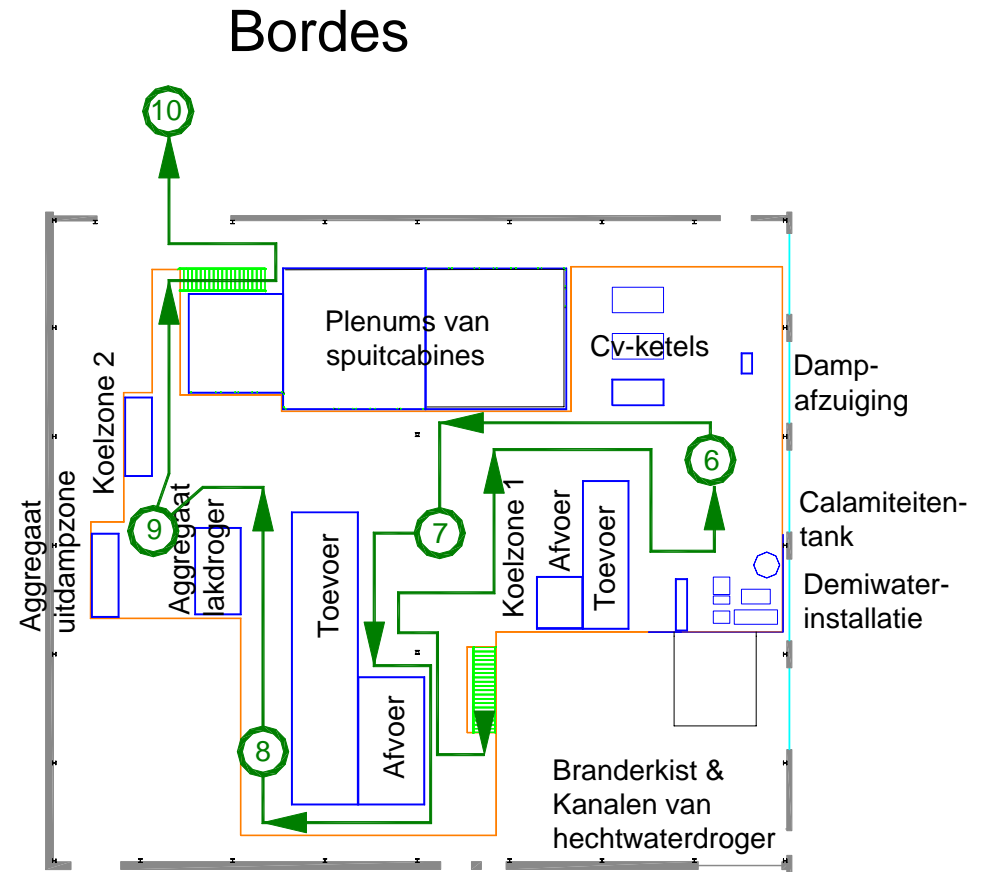 Bordes
10
Plenums van
spuitcabines
Cv-ketels
Damp-
afzuiging
Koelzone 2
6
Calamiteiten-
tank
Aggregaat
uitdampzone
9
Aggregaat
lakdroger
Toevoer
7
Koelzone 1
Afvoer
Toevoer
Demiwater-
installatie
8
Afvoer
Branderkist &
Kanalen van
hechtwaterdroger